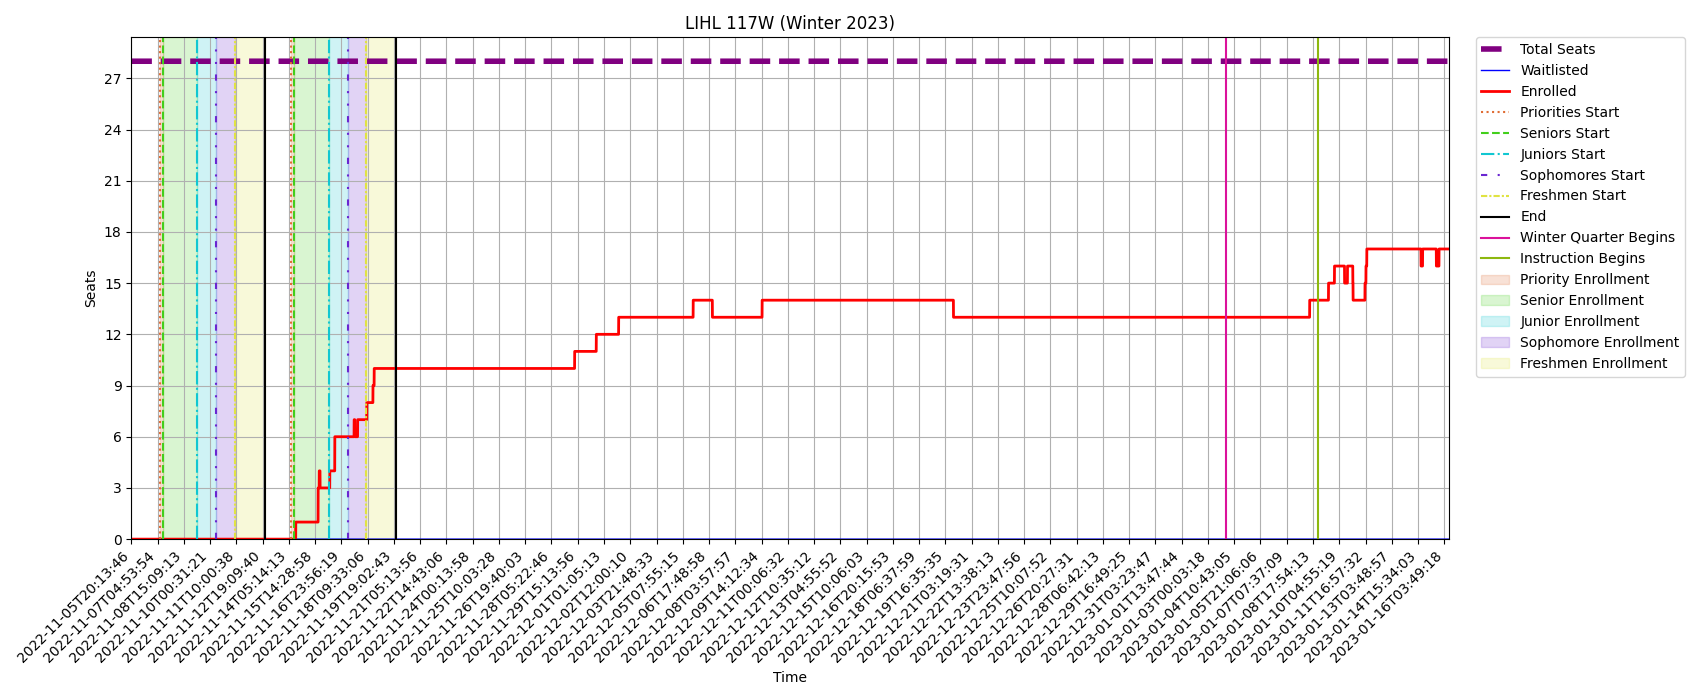 LIHL 117W (Winter 2023)
Seats
27
24
21
18
15
12
9
6
3
0
2022-11-05T20:13:46
2022-11-07T04:53:54
2022-11-08T15:09:13
2022-11-10T00:31:21
2022-11-11T10:00:38
2022-11-12T19:09:40
2022-11-14T05:14:13
2022-11-15T14:28:58
2022-11-16T23:56:19
2022-11-18T09:33:06
2022-11-19T19:02:43
2022-11-21T05:13:56
2022-11-22T14:43:06
2022-11-24T00:13:58
2022-11-25T10:03:28
2022-11-26T19:40:03
2022-11-28T05:22:46
2022-11-29T15:13:56
2022-12-01T01:05:13
2022-12-02T12:00:10
2022-12-03T21:48:33
2022-12-05T07:55:15
2022-12-06T17:48:58
2022-12-08T03:57:57
2022-12-09T14:12:34
2022-12-11T00:06:32
2022-12-12T10:35:12
2022-12-13T04:55:52
2022-12-15T10:06:03
2022-12-16T20:15:53
2022-12-18T06:37:59
2022-12-19T16:35:35
2022-12-21T03:19:31
2022-12-22T13:38:13
2022-12-23T23:47:56
2022-12-25T10:07:52
2022-12-26T20:27:31
2022-12-28T06:42:13
2022-12-29T16:49:25
2022-12-31T03:23:47
2023-01-01T13:47:44
2023-01-03T00:03:18
2023-01-04T10:43:05
2023-01-05T21:06:06
2023-01-07T07:37:09
2023-01-08T17:54:13
2023-01-10T04:55:19
2023-01-11T16:57:32
2023-01-13T03:48:57
2023-01-14T15:34:03
2023-01-16T03:49:18
Time
Total Seats
Waitlisted
Enrolled
Priorities Start
Seniors Start
Juniors Start
Sophomores Start
Freshmen Start
End
Winter Quarter Begins
Instruction Begins
Priority Enrollment
Senior Enrollment
Junior Enrollment
Sophomore Enrollment
Freshmen Enrollment